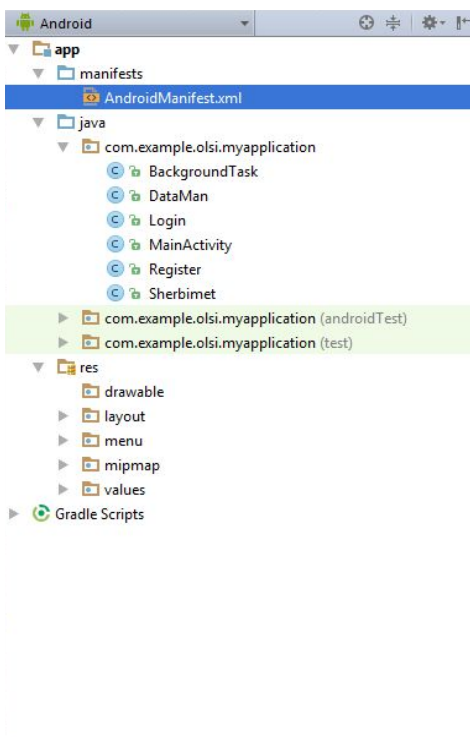 Android
app
manifests
AndroidManifest.xml
java
com.example.olsi.myapplication
C BackgroundTask
C DataMan
C Login
C MainActivity
C Register
C Sherbimet
com.example.olsi.myapplication (androidTest)
com.example.olsi.myapplication (test)
res
drawable
layout
menu
mipmap
values
Gradle Scripts